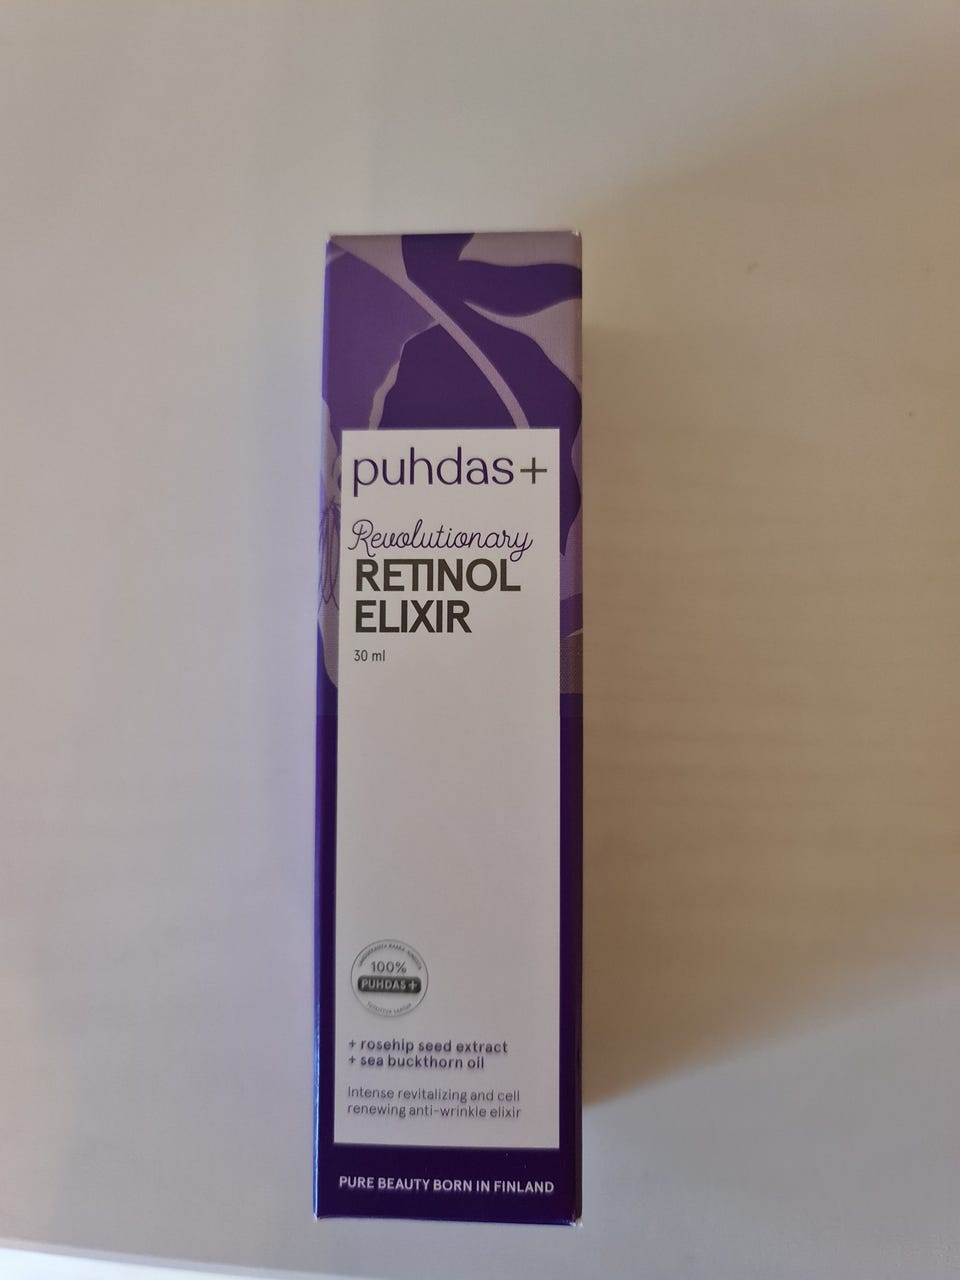 puhdas+
Revolutionary
RETINOL
ELIXIR
30 ml
100%
PUHDAS+
+ rosehip seed extract
+ sea buckthorn oil
Intense revitalizing and cell
renewing anti-wrinkle elixir
PURE BEAUTY BORN IN FINLAND